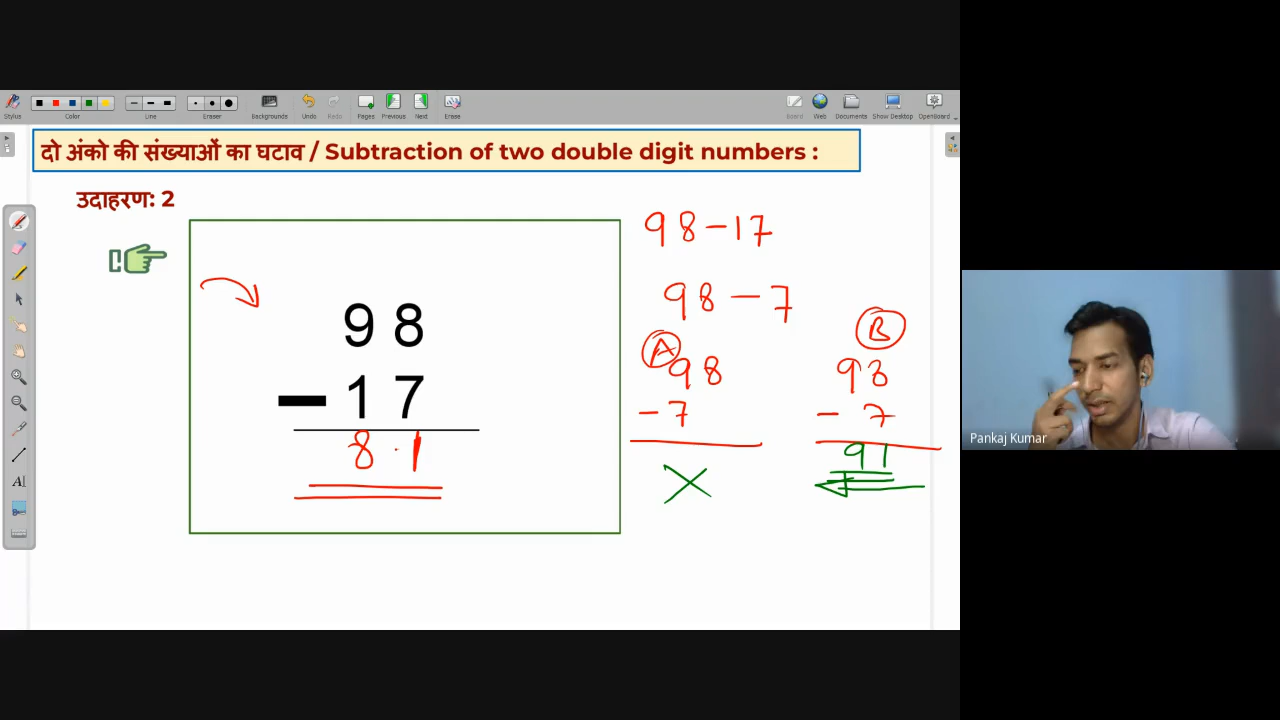 Stylus Color Line Eraser Backgrounds Undo Redo Pages Previous Next Erase Board Web Documents Show Desktop OpenBoard
दो अंको की संख्याओं का घटाव / Subtraction of two double digit numbers :
उदाहरण: 2
98
-17
81
98-17
98-7
A
98
-7
X
B
98
-7
91
Pankaj Kumar